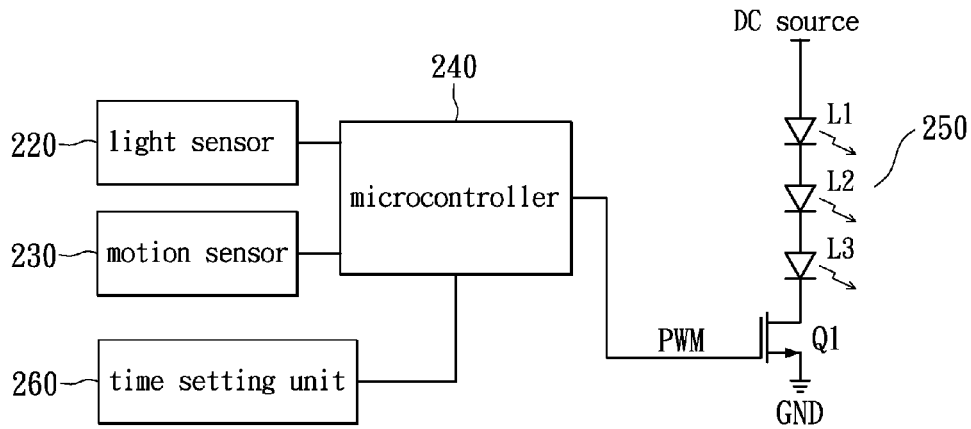 DC source
240
L1
250
220
light sensor
microcontroller
L2
230
motion sensor
L3
PWM
Q1
260
time setting unit
GND